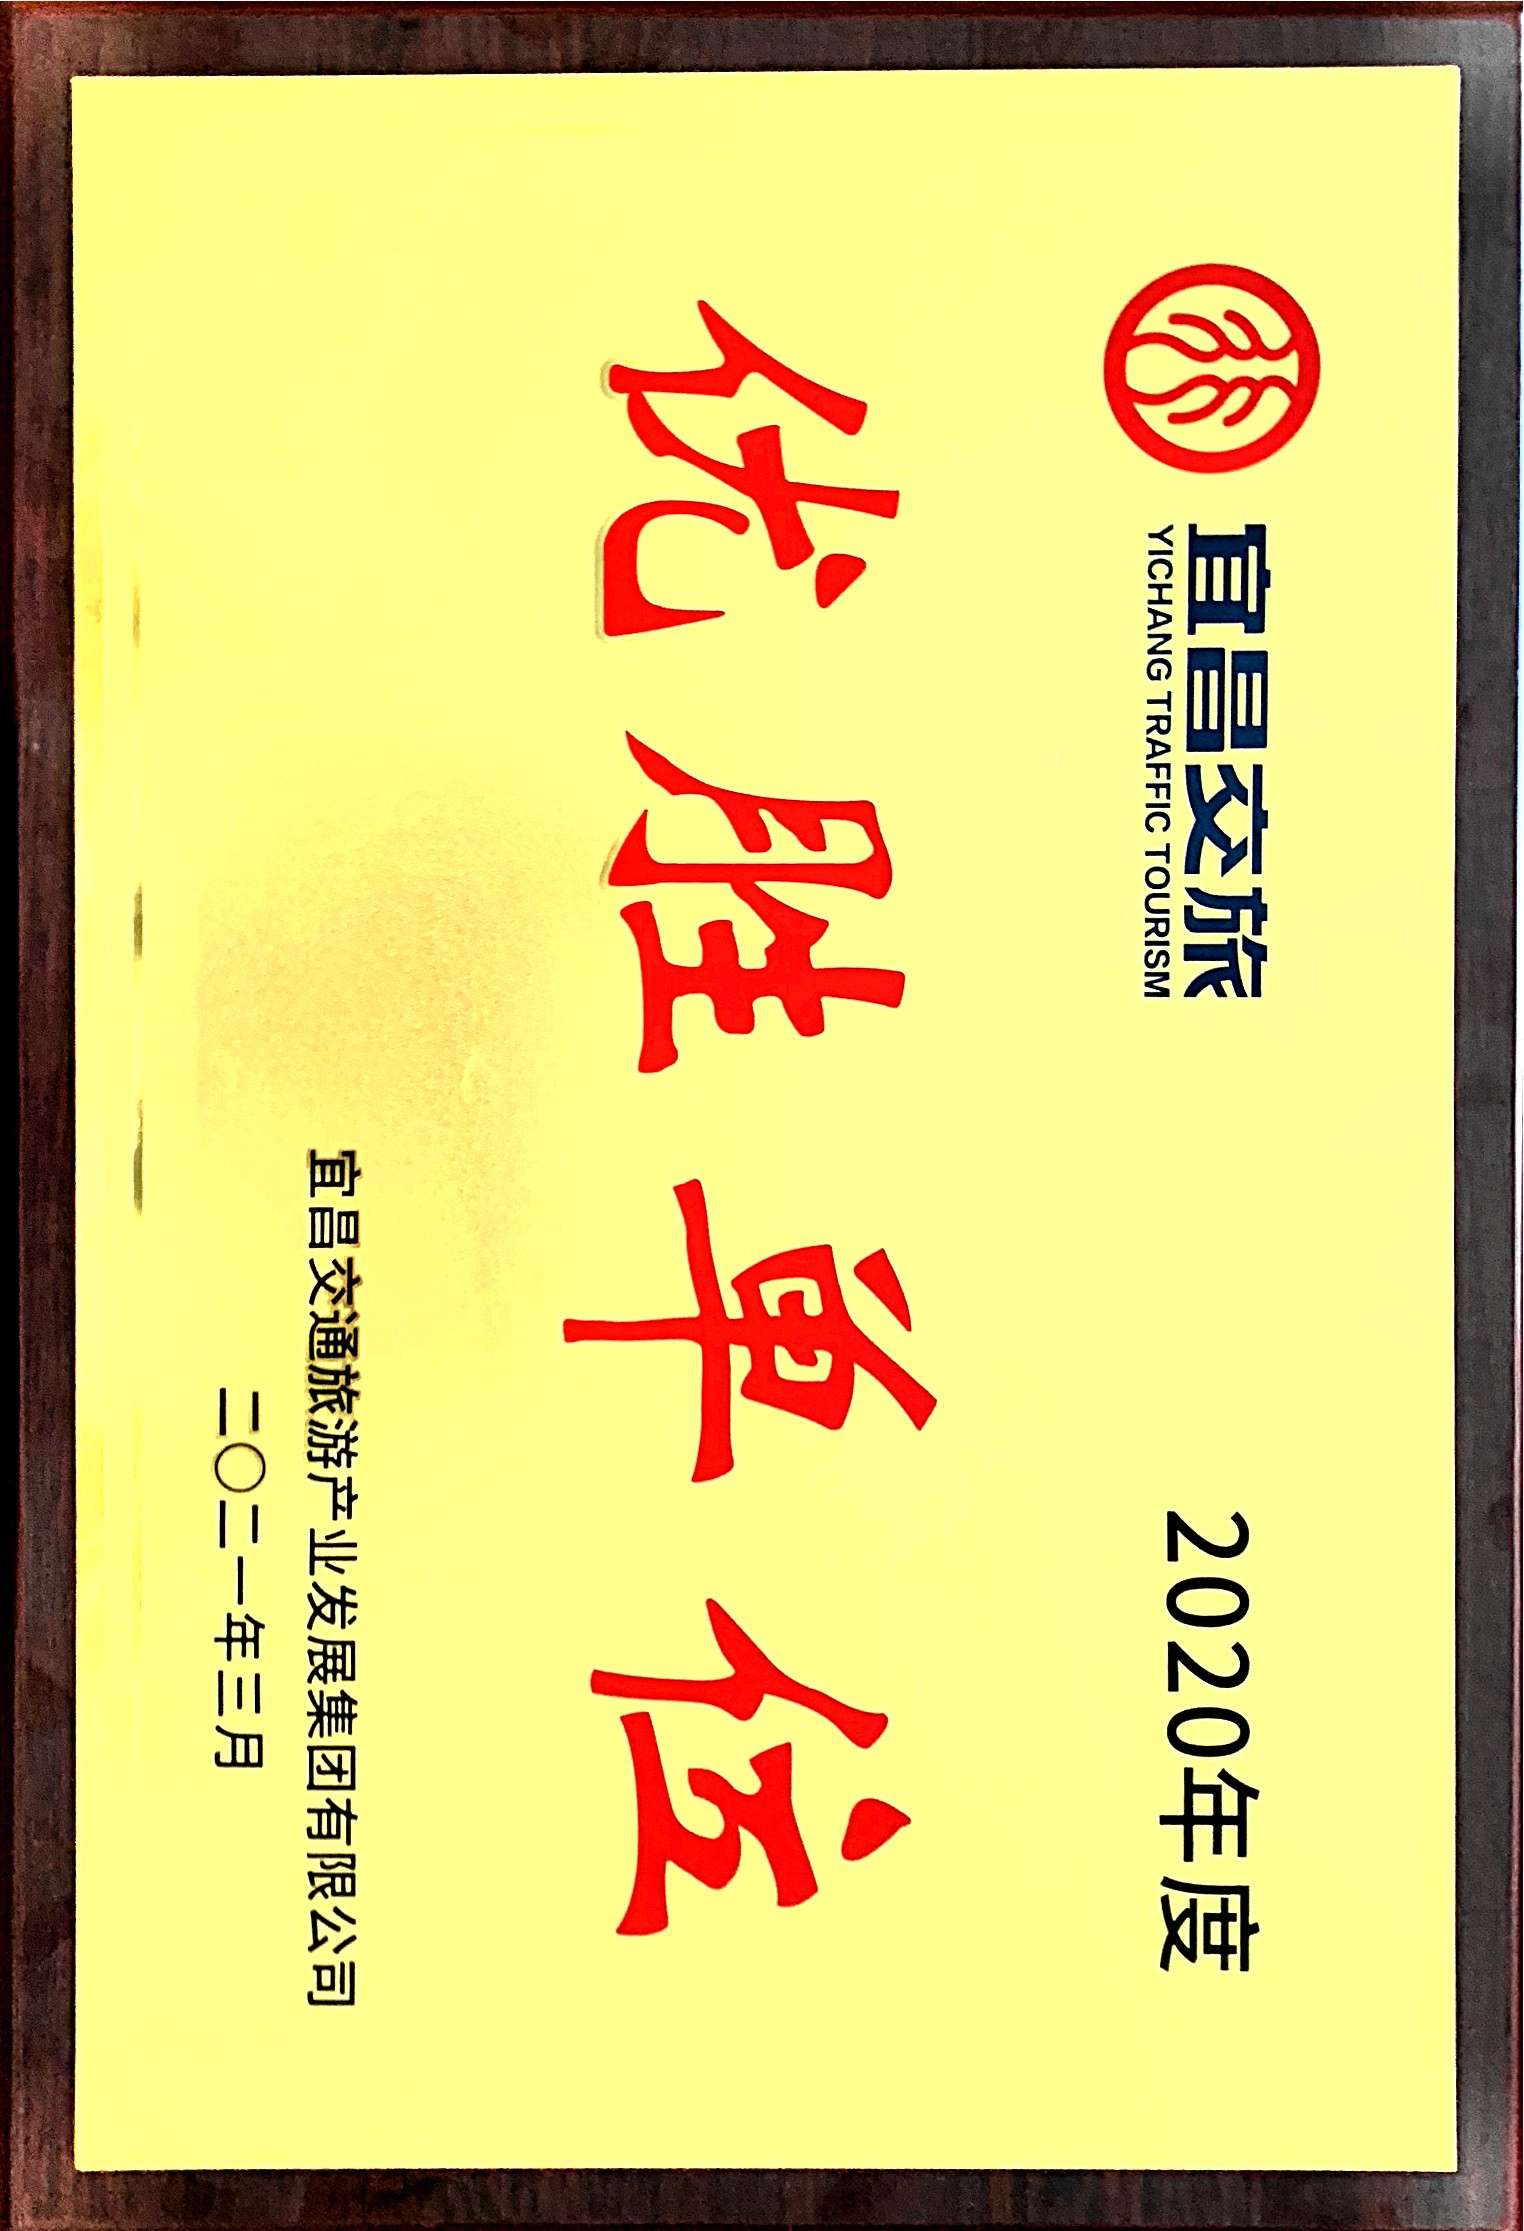 宜昌交旅
YICHANG TRAFFIC TOURISM
2020年度
优胜单位
宜昌交通旅游产业发展集团有限公司
二〇二一年三月